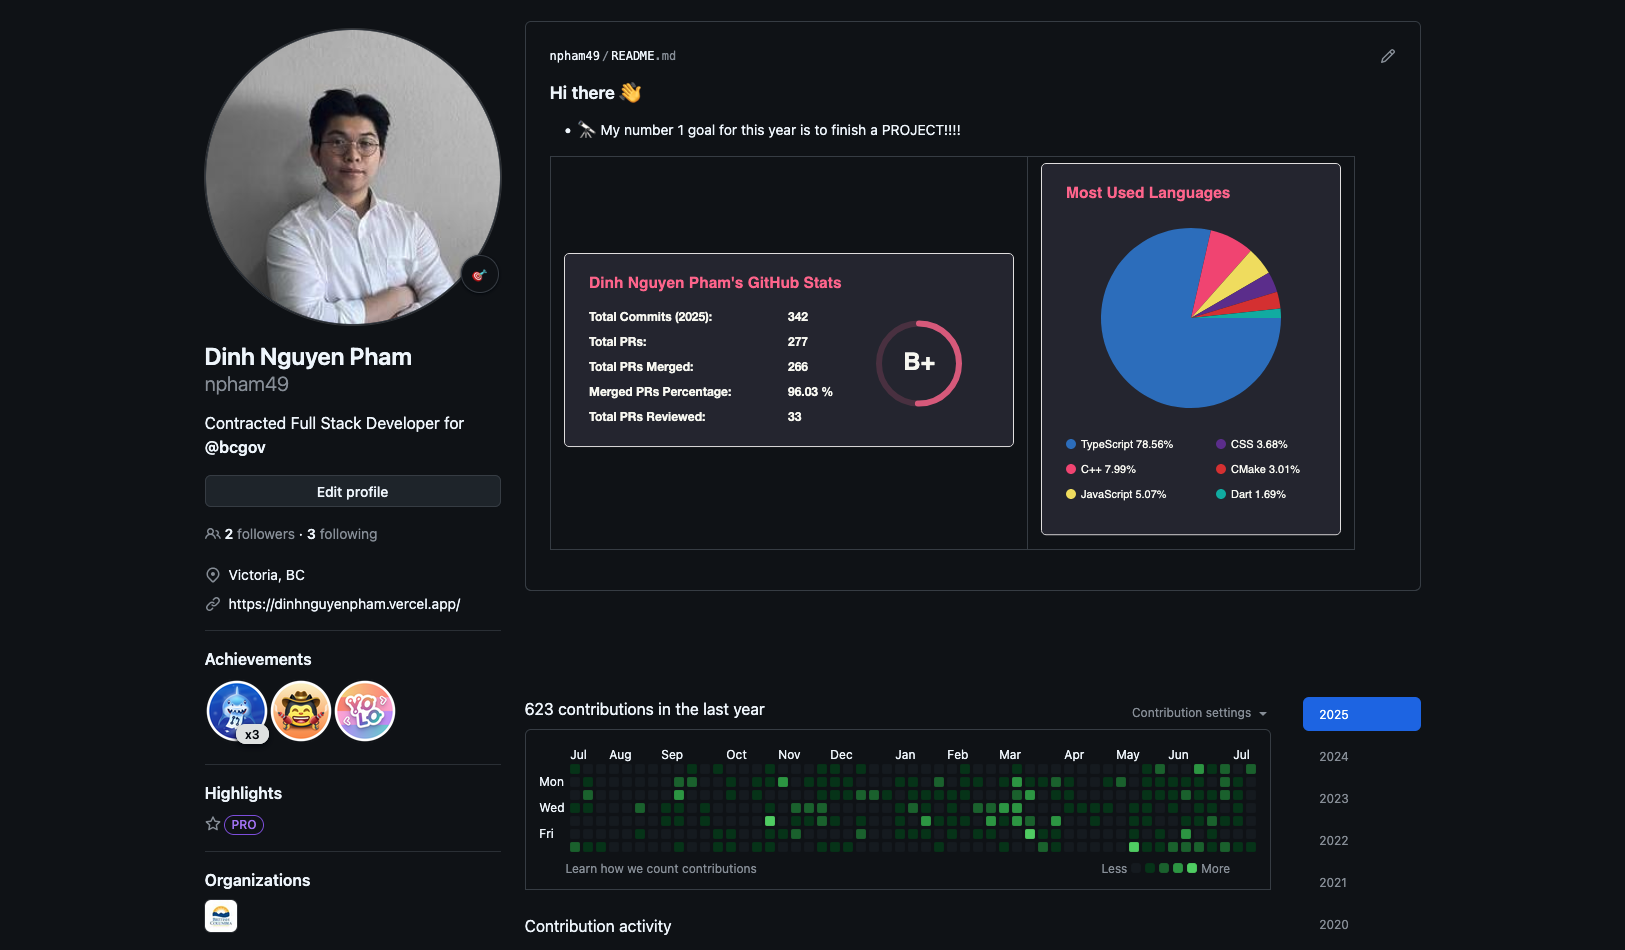 Dinh Nguyen Pham
npham49
Contracted Full Stack Developer for
@bcgov
Edit profile
2 followers · 3 following
Victoria, BC
https://dinhnguyenpham.vercel.app/
Achievements
YOLO
x3
Highlights
PRO
Organizations
npham49/README.md
Hi there 👋
• 🔭 My number 1 goal for this year is to finish a PROJECT!!!!
Dinh Nguyen Pham's GitHub Stats
Total Commits (2025): 342
Total PRs: 277
Total PRs Merged: 266
Merged PRs Percentage: 96.03 %
Total PRs Reviewed: 33
B+
Most Used Languages
TypeScript 78.56%
C++ 7.99%
JavaScript 5.07%
CSS 3.68%
CMake 3.01%
Dart 1.69%
623 contributions in the last year
Contribution settings
Jul Aug Sep Oct Nov Dec Jan Feb Mar Apr May Jun Jul
Mon
Wed
Fri
Learn how we count contributions
Less More
2025
2024
2023
2022
2021
2020
Contribution activity